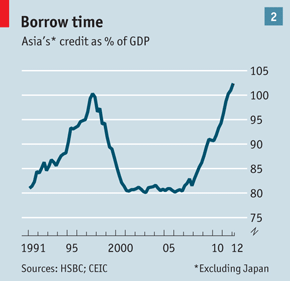 Borrow time
2
Asia's* credit as % of GDP
105
100
95
90
85
80
75
1991 95 2000 05 10 12
Sources: HSBC; CEIC *Excluding Japan